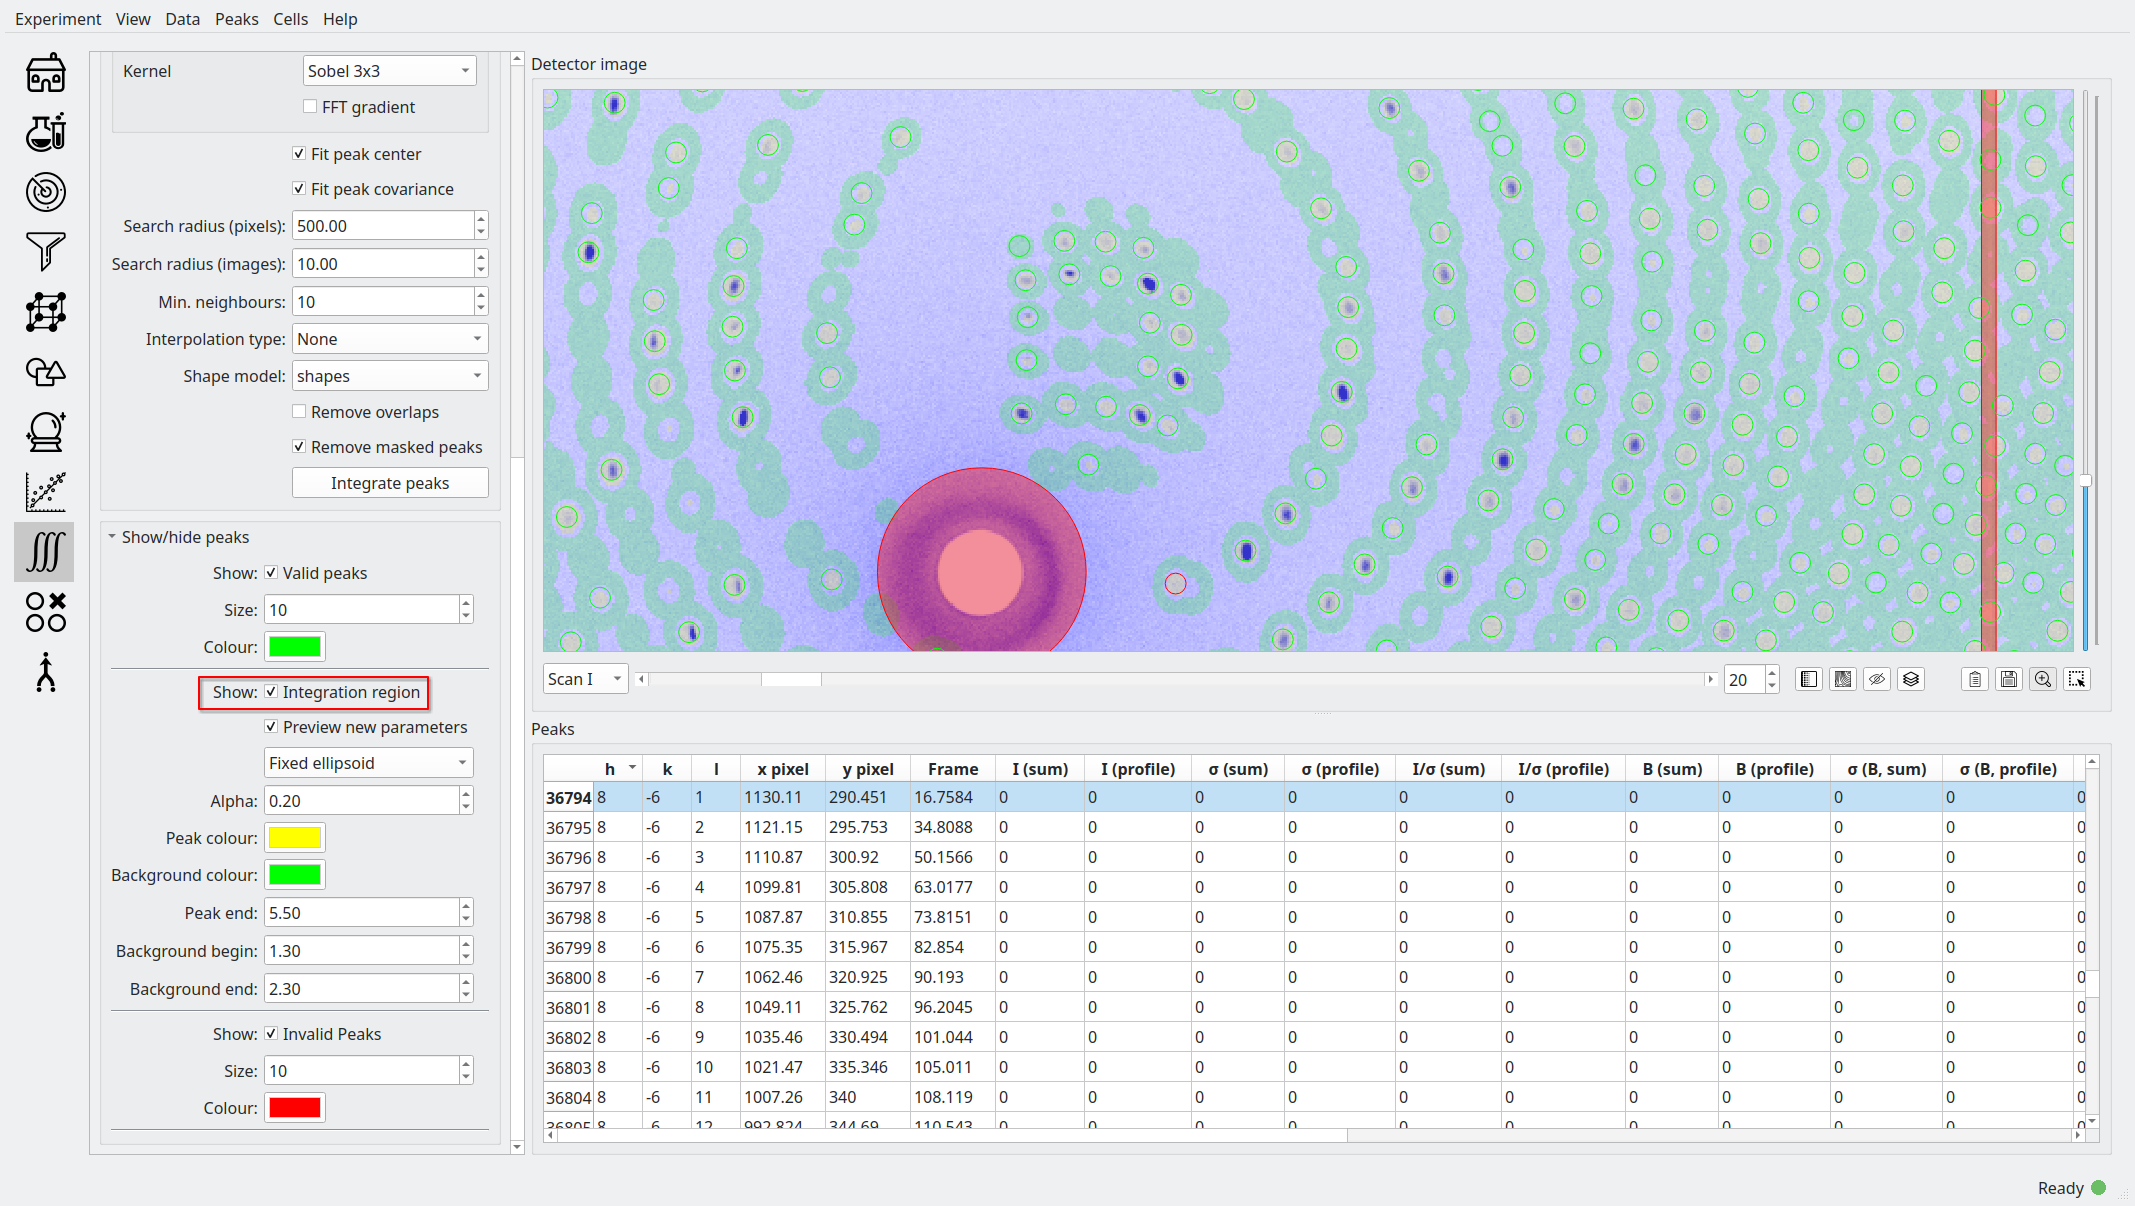 Experiment View Data Peaks Cells Help
Kernel Sobel 3x3
FFT gradient
Fit peak center
Fit peak covariance
Search radius (pixels): 500.00
Search radius (images): 10.00
Min. neighbours: 10
Interpolation type: None
Shape model: shapes
Remove overlaps
Remove masked peaks
Integrate peaks
Show/hide peaks
Show: Valid peaks
Size: 10
Colour:
Show: Integration region
Preview new parameters
Fixed ellipsoid
Alpha: 0.20
Peak colour:
Background colour:
Peak end: 5.50
Background begin: 1.30
Background end: 2.30
Show: Invalid Peaks
Size: 10
Colour:
Detector image
Scan I 20
Peaks
h k l x pixel y pixel Frame I (sum) I (profile) σ (sum) σ (profile) I/σ (sum) I/σ (profile) B (sum) B (profile) σ (B, sum) σ (B, profile)
36794 8 -6 1 1130.11 290.451 16.7584 0 0 0 0 0 0 0 0 0 0 0
36795 8 -6 2 1121.15 295.753 34.8088 0 0 0 0 0 0 0 0 0 0 0
36796 8 -6 3 1110.87 300.92 50.1566 0 0 0 0 0 0 0 0 0 0 0
36797 8 -6 4 1099.81 305.808 63.0177 0 0 0 0 0 0 0 0 0 0 0
36798 8 -6 5 1087.87 310.855 73.8151 0 0 0 0 0 0 0 0 0 0 0
36799 8 -6 6 1075.35 315.967 82.854 0 0 0 0 0 0 0 0 0 0 0
36800 8 -6 7 1062.46 320.925 90.193 0 0 0 0 0 0 0 0 0 0 0
36801 8 -6 8 1049.11 325.762 96.2045 0 0 0 0 0 0 0 0 0 0 0
36802 8 -6 9 1035.46 330.494 101.044 0 0 0 0 0 0 0 0 0 0 0
36803 8 -6 10 1021.47 335.346 105.011 0 0 0 0 0 0 0 0 0 0 0
36804 8 -6 11 1007.26 340 108.119 0 0 0 0 0 0 0 0 0 0 0
36805 8 -6 12 992.824 344.69 110.543 0 0 0 0 0 0 0 0 0 0 0
Ready